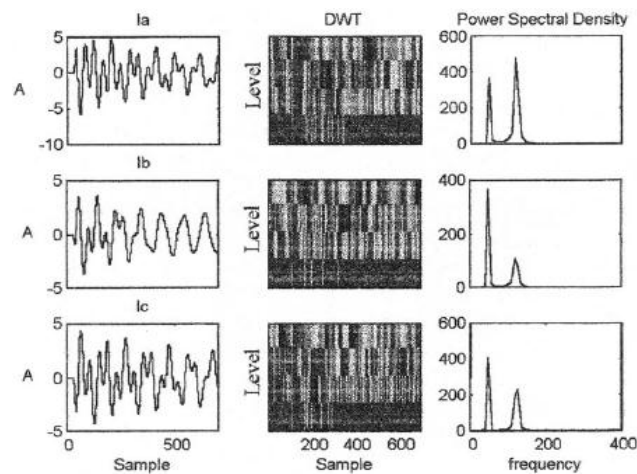 Ia DWT Power Spectral Density
5 600
0 400
A Level
-5 200
-10 0
Ib
5 400
A 0 Level 200
-5 0
Ic
5 600
A 0 Level 400
200
-5 0
0 500 200 400 600 0 200 400
Sample Sample frequency